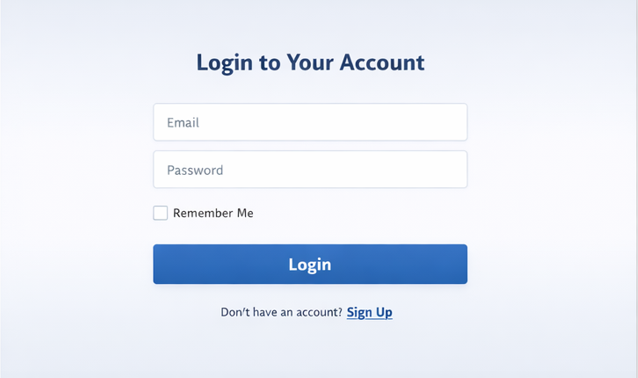 Login to Your Account
Email
Password
Remember Me
Login
Don't have an account? Sign Up